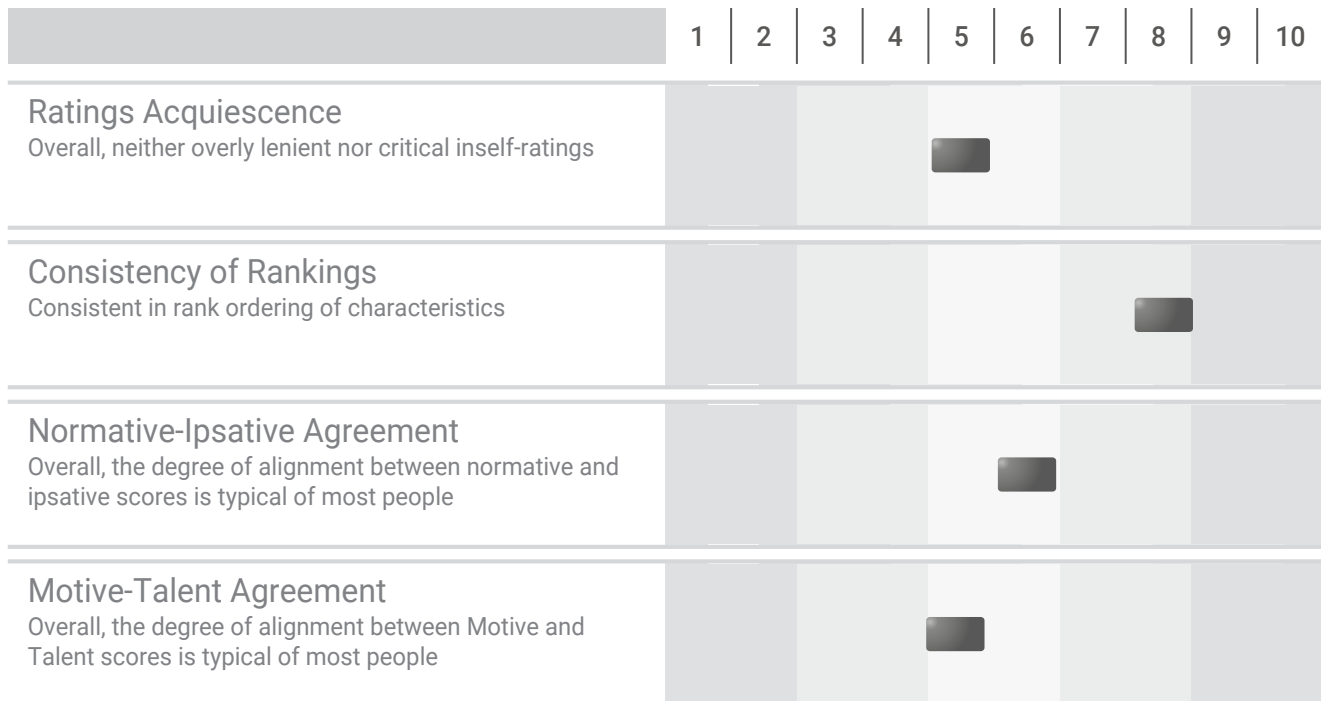 1 2 3 4 5 6 7 8 9 10
Ratings Acquiescence
Overall, neither overly lenient nor critical inself-ratings
Consistency of Rankings
Consistent in rank ordering of characteristics
Normative-Ipsative Agreement
Overall, the degree of alignment between normative and
ipsative scores is typical of most people
Motive-Talent Agreement
Overall, the degree of alignment between Motive and
Talent scores is typical of most people